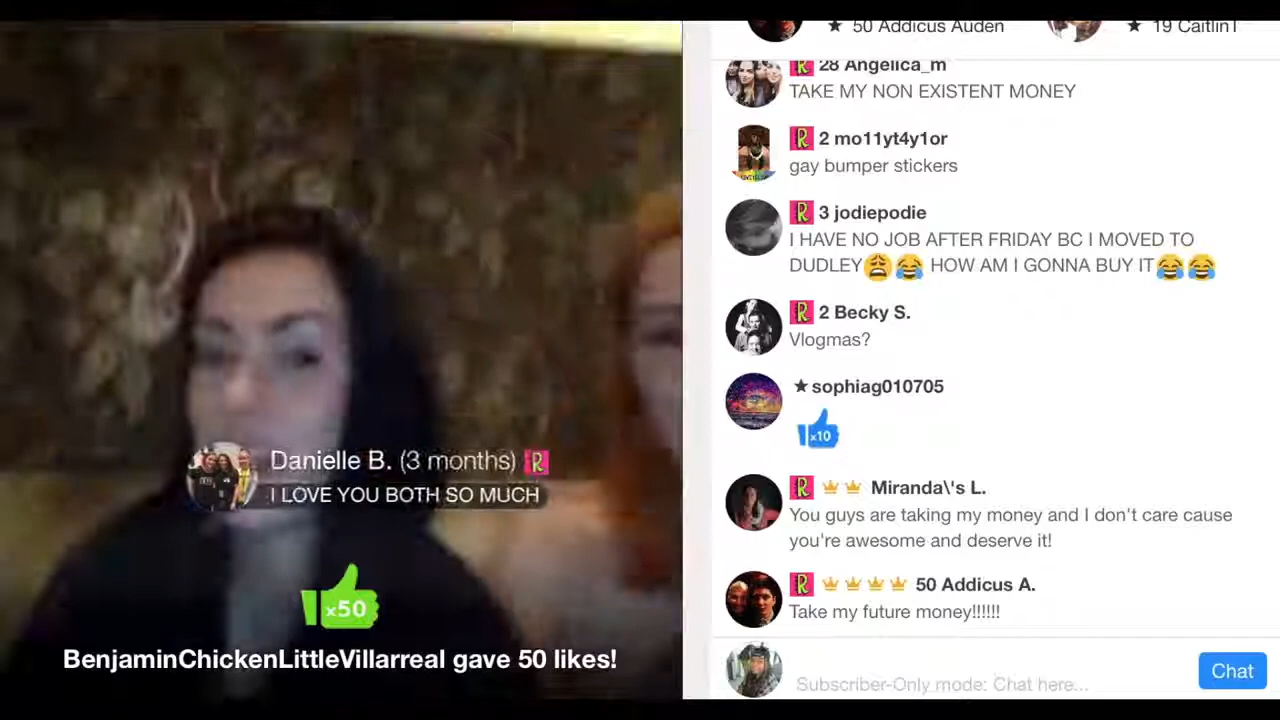 ★ 50 Addicus Auden
★ 19 CaitlinT
R 28 Angelica_m
TAKE MY NON EXISTENT MONEY
R 2 mo11yt4y1or
gay bumper stickers
R 3 jodiepodie
I HAVE NO JOB AFTER FRIDAY BC I MOVED TO
DUDLEY😩😂 HOW AM I GONNA BUY IT😂😂
R 2 Becky S.
Vlogmas?
★ sophiag010705
x10
R Miranda\'s L.
You guys are taking my money and I don't care cause
you're awesome and deserve it!
R 50 Addicus A.
Take my future money!!!!!!
Subscriber-Only mode: Chat here...
Chat
Danielle B. (3 months) R
I LOVE YOU BOTH SO MUCH
x50
BenjaminChickenLittleVillarreal gave 50 likes!